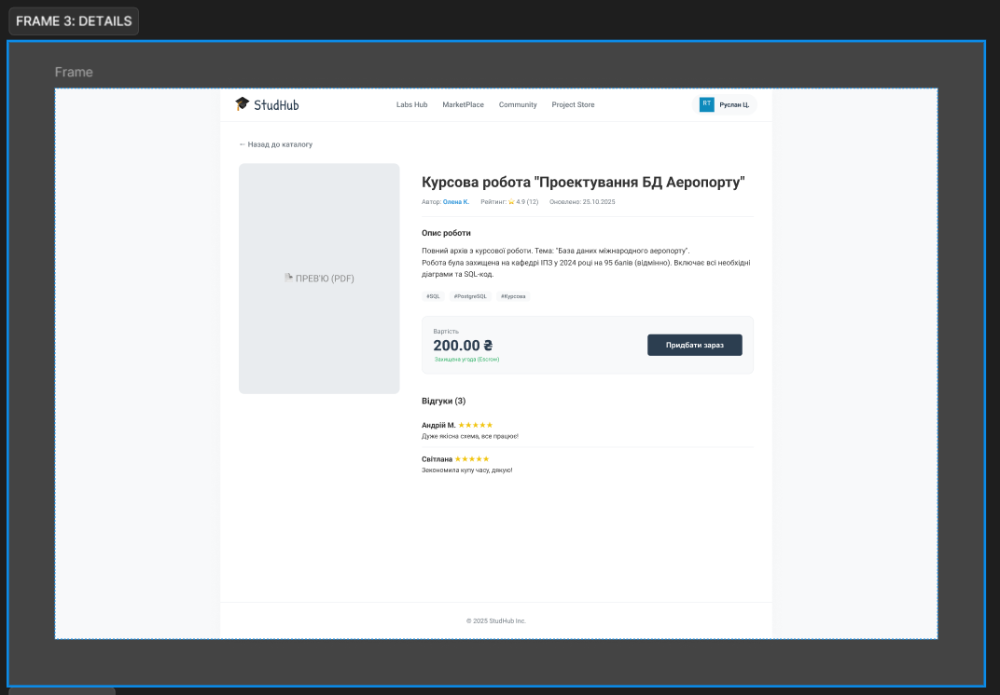 FRAME 3: DETAILS
Frame
StudHub
Labs Hub MarketPlace Community Project Store
RT Руслан Ц.
← Назад до каталогу
ПРЕВ'Ю (PDF)
Курсова робота "Проектування БД Аеропорту"
Автор: Олена К. Рейтинг: ⭐ 4.9 (12) Оновлено: 25.10.2025
Опис роботи
Повний архів з курсової роботи. Тема: "База даних міжнародного аеропорту".
Робота була захищена на кафедрі ІПЗ у 2024 році на 95 балів (відмінно). Включає всі необхідні
діаграми та SQL-код.
#SQL #PostgreSQL #Курсова
Вартість
200.00 ₴
Захищена угода (Escrow)
Придбати зараз
Відгуки (3)
Андрій М. ★★★★★
Дуже якісна схема, все працює!
Світлана ★★★★★
Зекономила купу часу, дякую!
© 2025 StudHub Inc.